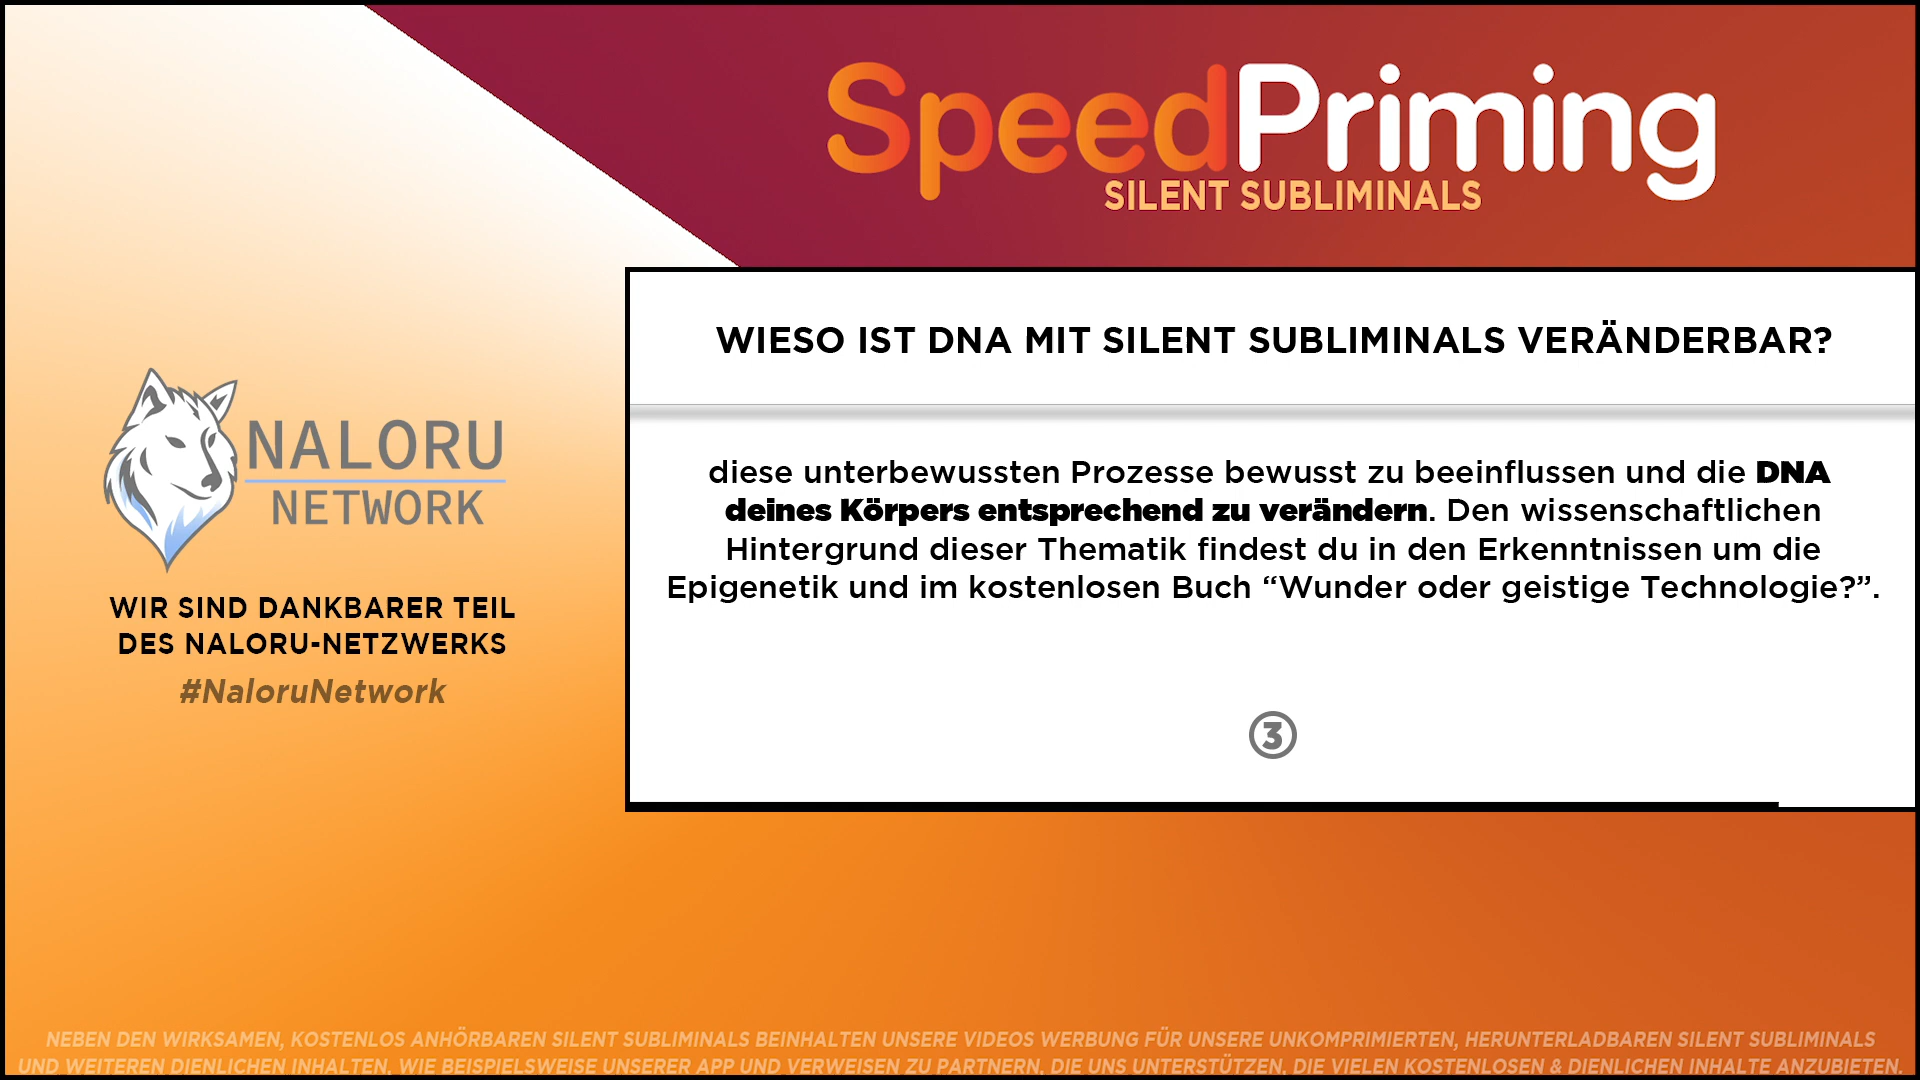 SpeedPriming
SILENT SUBLIMINALS
WIESO IST DNA MIT SILENT SUBLIMINALS VERÄNDERBAR?
diese unterbewussten Prozesse bewusst zu beeinflussen und die DNA
deines Körpers entsprechend zu verändern. Den wissenschaftlichen
Hintergrund dieser Thematik findest du in den Erkenntnissen um die
Epigenetik und im kostenlosen Buch “Wunder oder geistige Technologie?”.
3
NALORU
NETWORK
WIR SIND DANKBARER TEIL
DES NALORU-NETZWERKS
#NaloruNetwork
NEBEN DEN WIRKSAMEN, KOSTENLOS ANHÖRBAREN SILENT SUBLIMINALS BEINHALTEN UNSERE VIDEOS WERBUNG FÜR UNSERE UNKOMPRIMIERTEN, HERUNTERLADBAREN SILENT SUBLIMINALS
UND WEITEREN DIENLICHEN INHALTEN, WIE BEISPIELSWEISE UNSERER APP UND VERWEISEN ZU PARTNERN, DIE UNS UNTERSTÜTZEN, DIE VIELEN KOSTENLOSEN & DIENLICHEN INHALTE ANZUBIETEN.